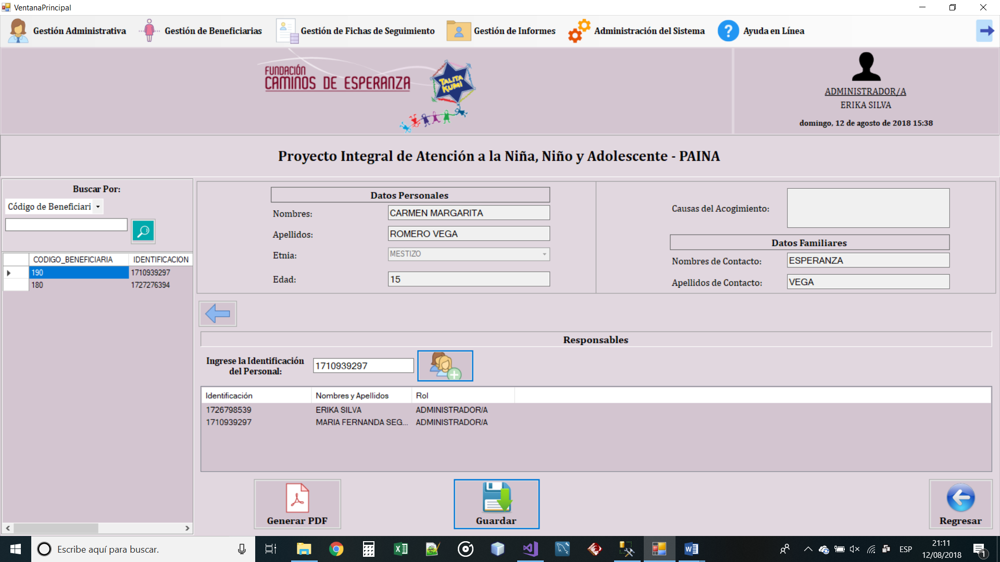 VentanaPrincipal
Gestión Administrativa
Gestión de Beneficiarias
Gestión de Fichas de Seguimiento
Gestión de Informes
Administración del Sistema
Ayuda en Línea
FUNDACIÓN
CAMINOS DE ESPERANZA
TALITA
KUMI
ADMINISTRADOR/A
ERIKA SILVA
domingo, 12 de agosto de 2018 15:38
Proyecto Integral de Atención a la Niña, Niño y Adolescente - PAINA
Buscar Por:
Código de Beneficiari
CODIGO_BENEFICIARIA IDENTIFICACION
190 1710939297
180 1727276394
Datos Personales
Nombres: CARMEN MARGARITA
Apellidos: ROMERO VEGA
Etnia: MESTIZO
Edad: 15
Causas del Acogimiento:
Datos Familiares
Nombres de Contacto: ESPERANZA
Apellidos de Contacto: VEGA
Responsables
Ingrese la Identificación
del Personal:
1710939297
Identificación Nombres y Apellidos Rol
1726798539 ERIKA SILVA ADMINISTRADOR/A
1710939297 MARIA FERNANDA SEG... ADMINISTRADOR/A
Generar PDF
Guardar
Regresar
Escribe aquí para buscar.
ESP
21:11
12/08/2018
1